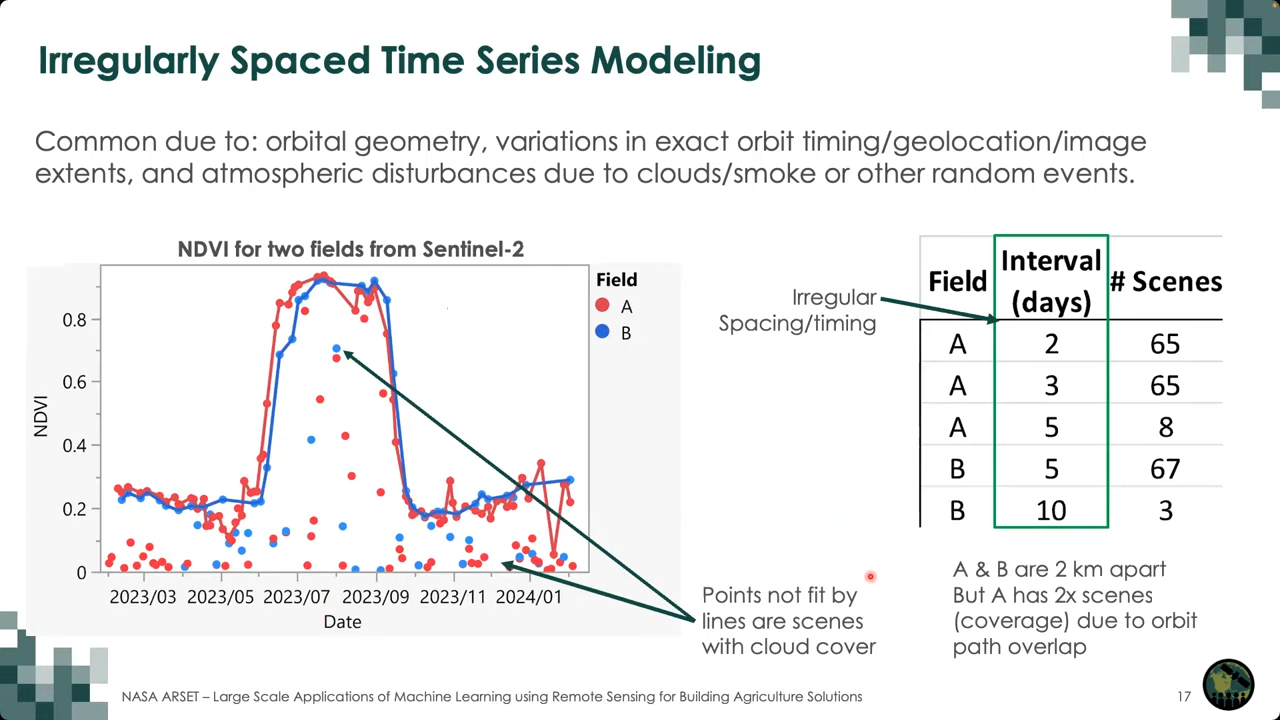 Irregularly Spaced Time Series Modeling
Common due to: orbital geometry, variations in exact orbit timing/geolocation/image
extents, and atmospheric disturbances due to clouds/smoke or other random events.
NDVI for two fields from Sentinel-2
Field
A
B
NDVI
0.8
0.6
0.4
0.2
0
2023/03 2023/05 2023/07 2023/09 2023/11 2024/01
Date
Irregular
Spacing/timing
Points not fit by
lines are scenes
with cloud cover
Field Interval (days) # Scenes
A 2 65
A 3 65
A 5 8
B 5 67
B 10 3
A & B are 2 km apart
But A has 2x scenes
(coverage) due to orbit
path overlap
NASA ARSET – Large Scale Applications of Machine Learning using Remote Sensing for Building Agriculture Solutions
17